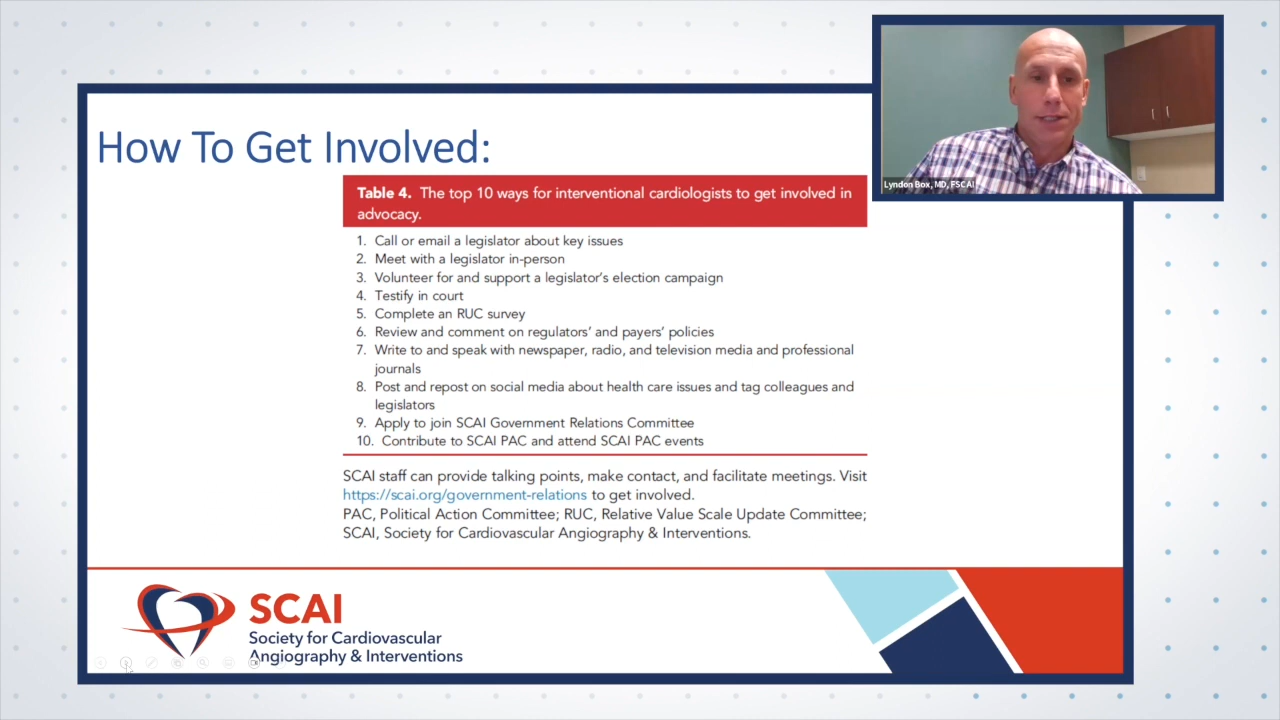 How To Get Involved:
Table 4. The top 10 ways for interventional cardiologists to get involved in
advocacy.
1. Call or email a legislator about key issues
2. Meet with a legislator in-person
3. Volunteer for and support a legislator's election campaign
4. Testify in court
5. Complete an RUC survey
6. Review and comment on regulators' and payers' policies
7. Write to and speak with newspaper, radio, and television media and professional
journals
8. Post and repost on social media about health care issues and tag colleagues and
legislators
9. Apply to join SCAI Government Relations Committee
10. Contribute to SCAI PAC and attend SCAI PAC events
SCAI staff can provide talking points, make contact, and facilitate meetings. Visit
https://scai.org/government-relations to get involved.
PAC, Political Action Committee; RUC, Relative Value Scale Update Committee;
SCAI, Society for Cardiovascular Angiography & Interventions.
Lyndon Box, MD, FSCAI
SCAI
Society for Cardiovascular
Angiography & Interventions